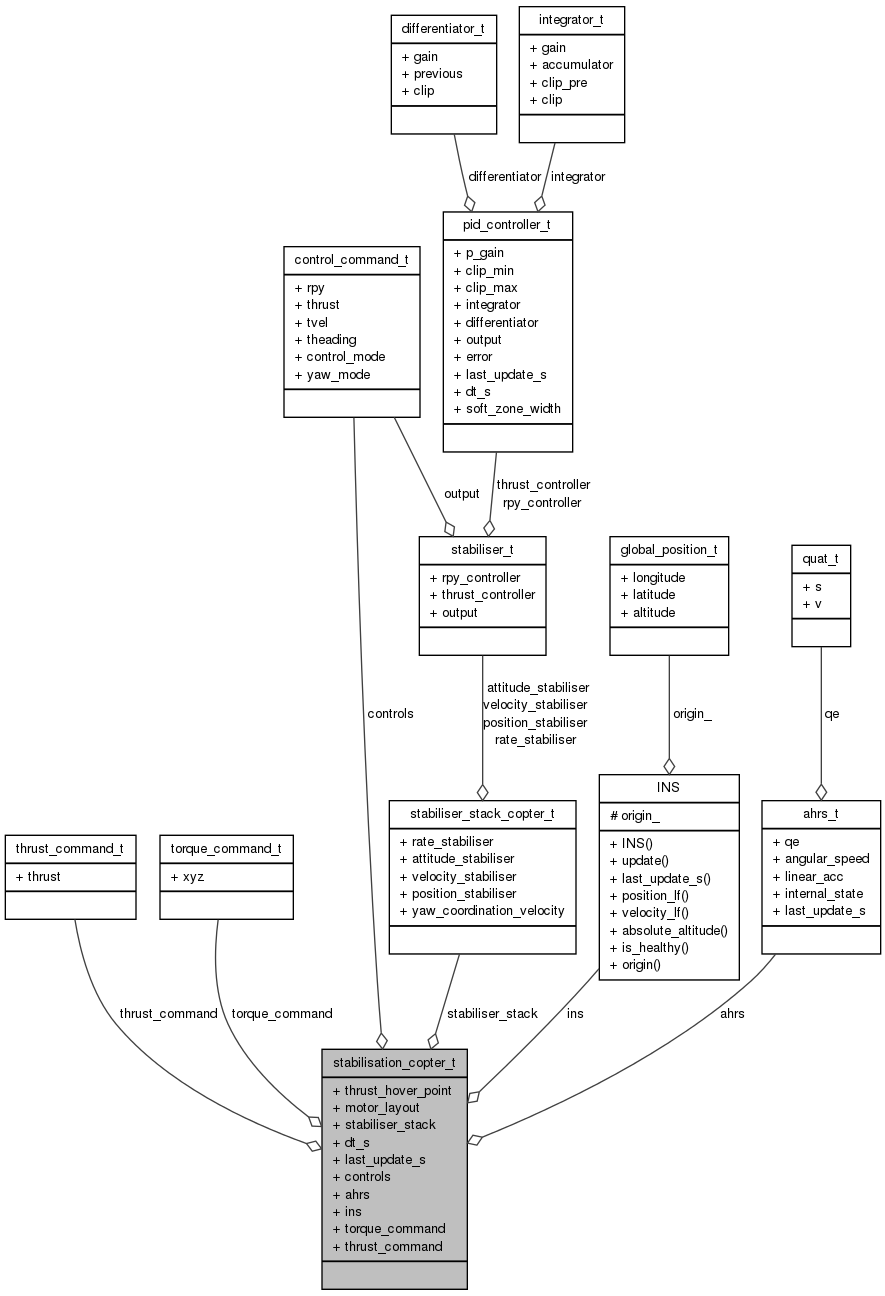 differentiator_t
+ gain
+ previous
+ clip
integrator_t
+ gain
+ accumulator
+ clip_pre
+ clip
differentiator
integrator
pid_controller_t
+ p_gain
+ clip_min
+ clip_max
+ integrator
+ differentiator
+ output
+ error
+ last_update_s
+ dt_s
+ soft_zone_width
control_command_t
+ rpy
+ thrust
+ tvel
+ theading
+ control_mode
+ yaw_mode
output
thrust_controller
rpy_controller
stabiliser_t
+ rpy_controller
+ thrust_controller
+ output
global_position_t
+ longitude
+ latitude
+ altitude
quat_t
+ s
+ v
controls
attitude_stabiliser
velocity_stabiliser
position_stabiliser
rate_stabiliser
origin_
qe
thrust_command_t
+ thrust
torque_command_t
+ xyz
stabiliser_stack_copter_t
+ rate_stabiliser
+ attitude_stabiliser
+ velocity_stabiliser
+ position_stabiliser
+ yaw_coordination_velocity
INS
# origin_
+ INS()
+ update()
+ last_update_s()
+ position_lf()
+ velocity_lf()
+ absolute_altitude()
+ is_healthy()
+ origin()
ahrs_t
+ qe
+ angular_speed
+ linear_acc
+ internal_state
+ last_update_s
thrust_command
torque_command
stabiliser_stack
ins
ahrs
stabilisation_copter_t
+ thrust_hover_point
+ motor_layout
+ stabiliser_stack
+ dt_s
+ last_update_s
+ controls
+ ahrs
+ ins
+ torque_command
+ thrust_command